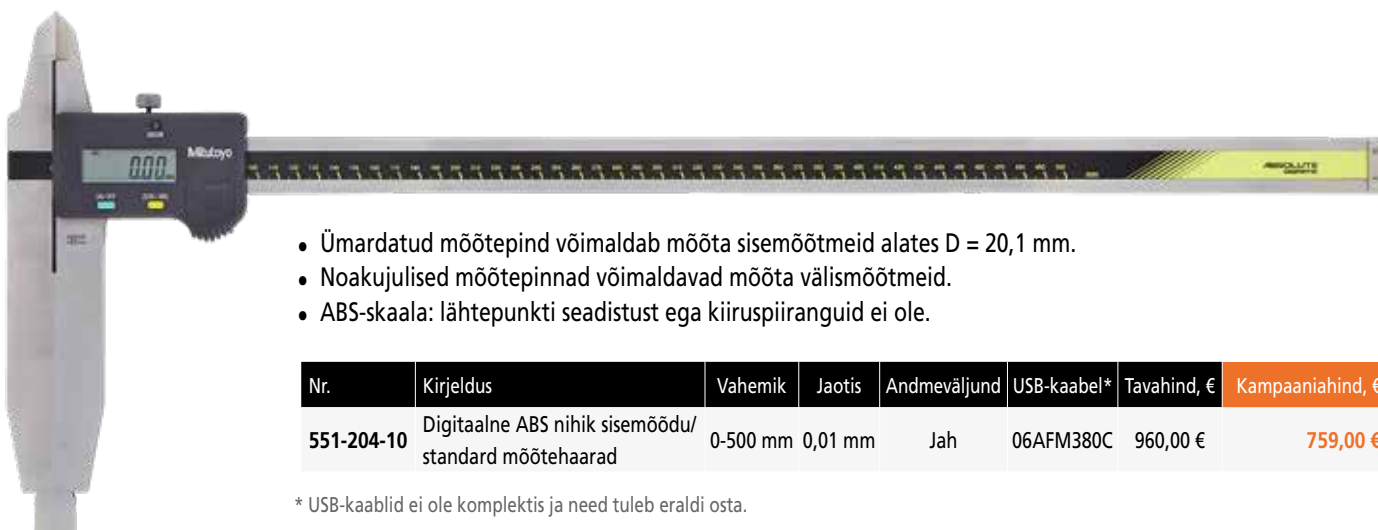 Mitutoyo
0.00
ABSOLUTE
• Ümardatud mõõtepind võimaldab mõõta sisemõõtmeid alates D = 20,1 mm.
• Noakujulised mõõtepinnad võimaldavad mõõta välismõõtmeid.
• ABS-skaala: lähtepunkti seadistust ega kiiruspiiranguid ei ole.
Nr. Kirjeldus Vahemik Jaotis Andmeväljund USB-kaabel* Tavahind, € Kampaaniahind, €
551-204-10 Digitaalne ABS nihik sisemõõdu/ 0-500 mm 0,01 mm Jah 06AFM380C 960,00 € 759,00 €
standard mõõtehaarad
* USB-kaablid ei ole komplektis ja need tuleb eraldi osta.